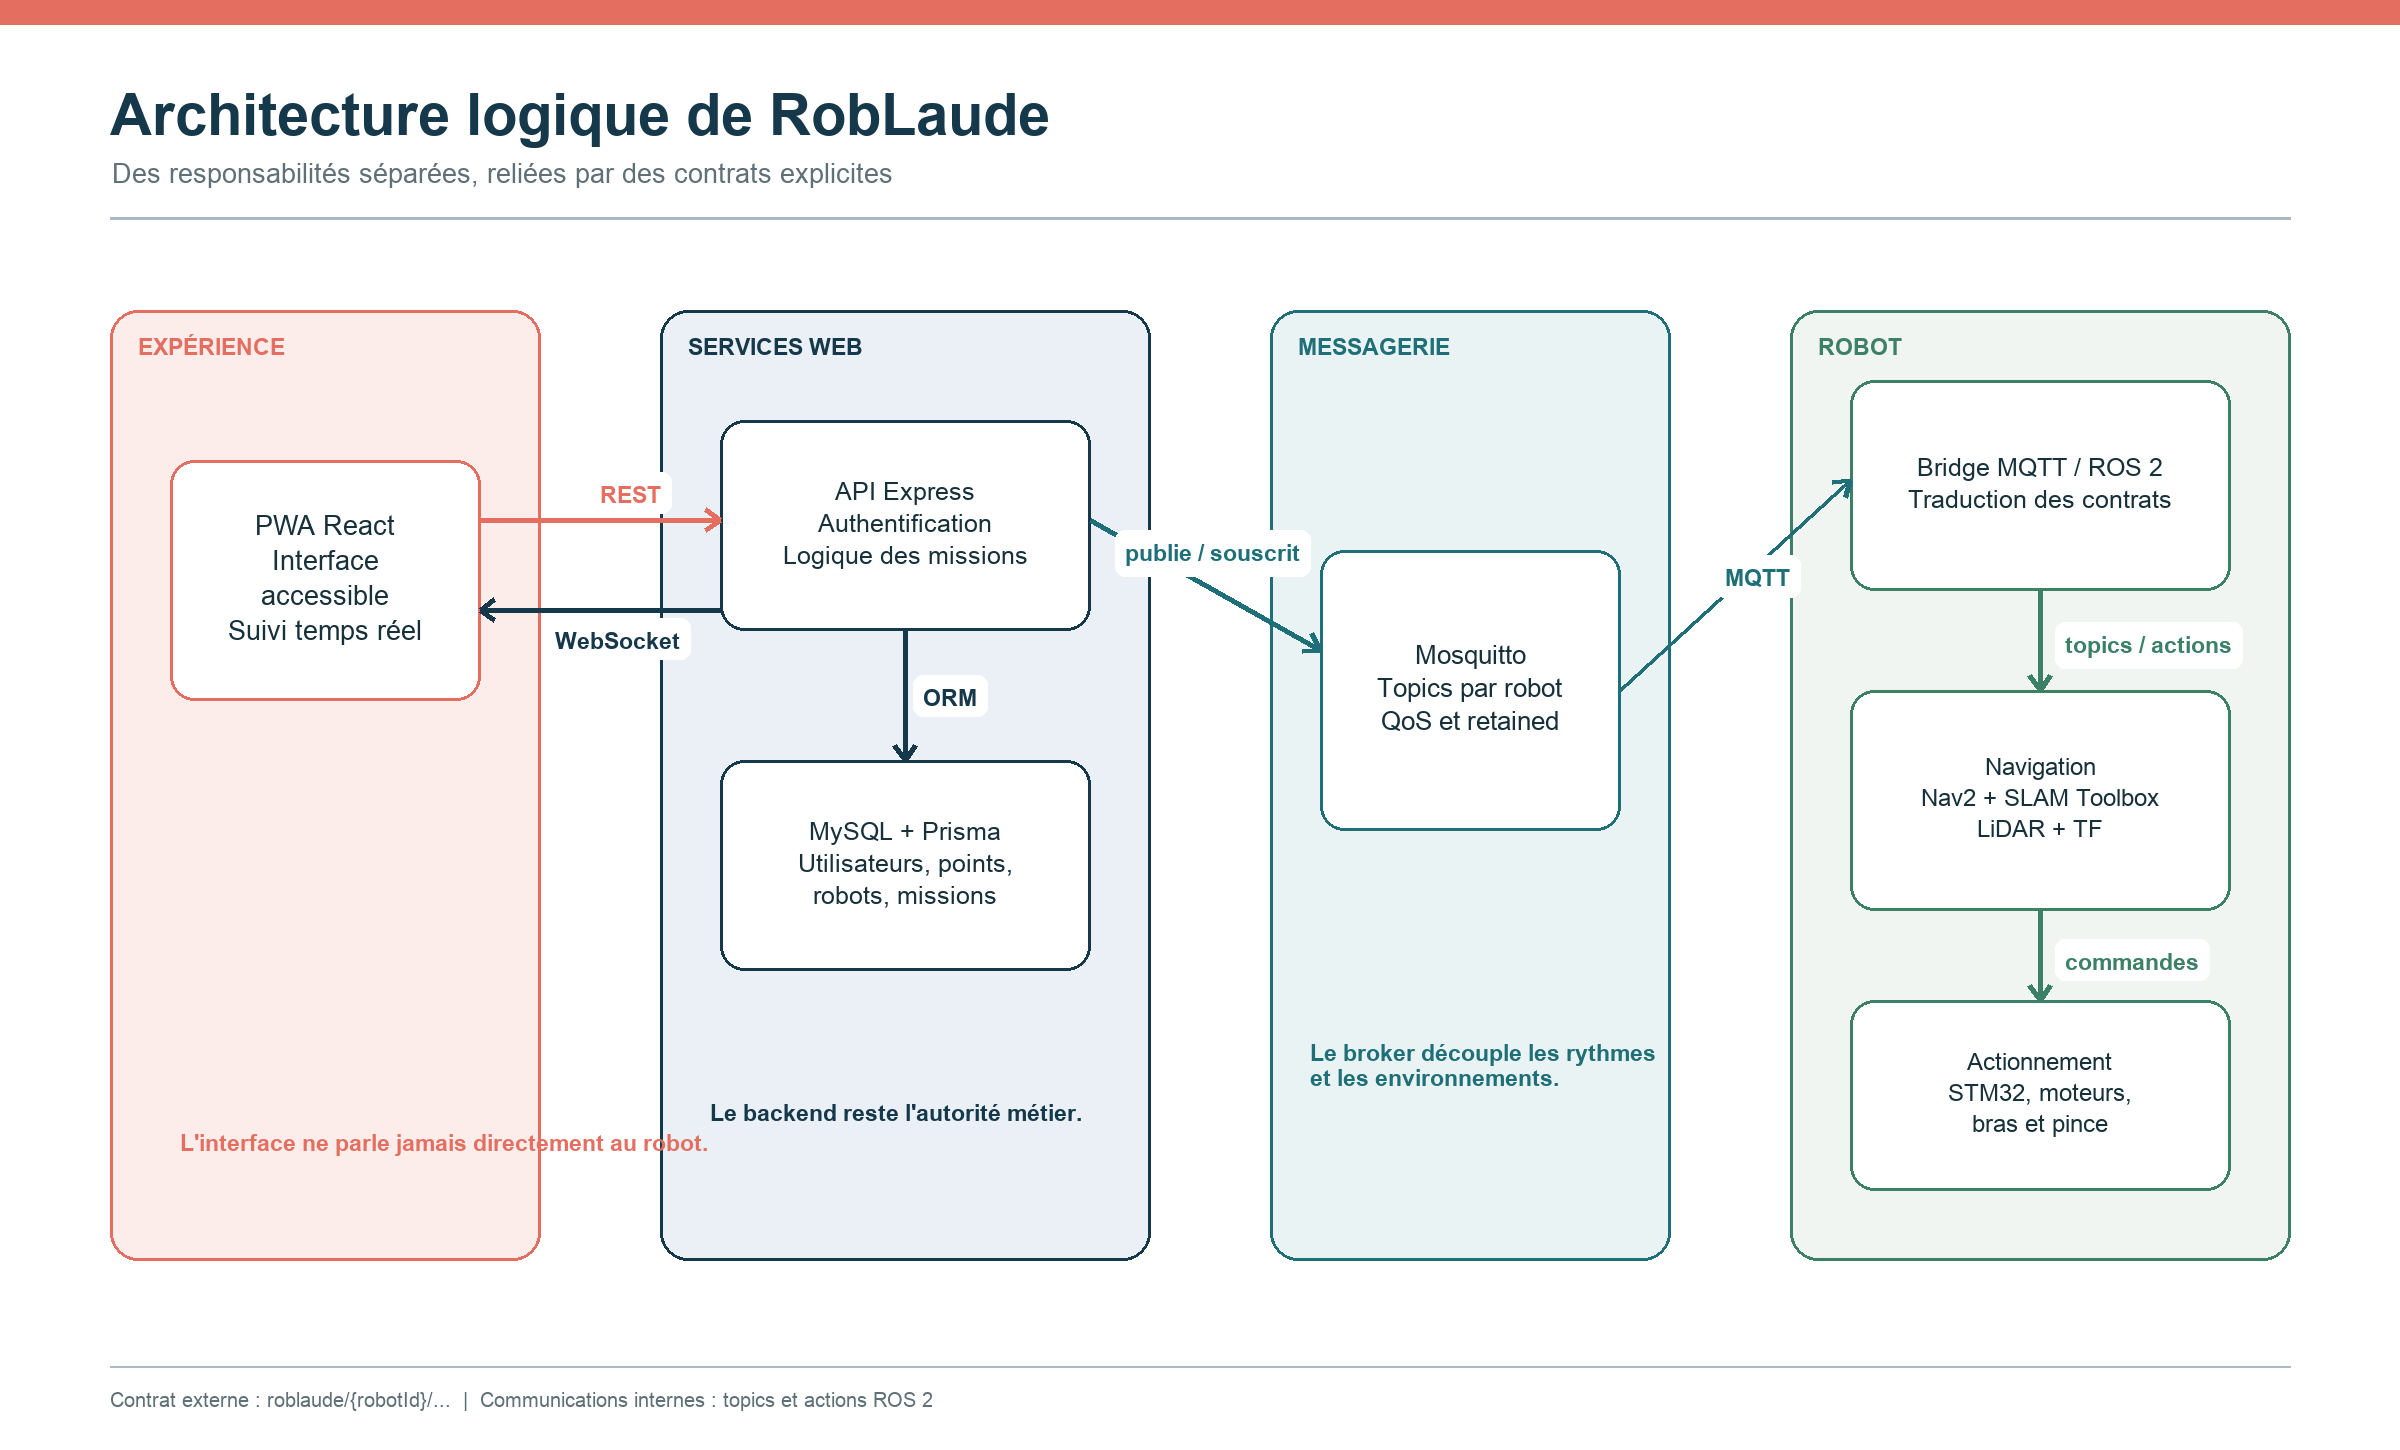 Architecture logique de RobLaude
Des responsabilités séparées, reliées par des contrats explicites
EXPÉRIENCE
PWA React
Interface
accessible
Suivi temps réel
L'interface ne parle jamais directement au robot.
REST
WebSocket
SERVICES WEB
API Express
Authentification
Logique des missions
ORM
MySQL + Prisma
Utilisateurs, points,
robots, missions
Le backend reste l'autorité métier.
publie / souscrit
MESSAGERIE
Mosquitto
Topics par robot
QoS et retained
Le broker découple les rythmes
et les environnements.
MQTT
ROBOT
Bridge MQTT / ROS 2
Traduction des contrats
topics / actions
Navigation
Nav2 + SLAM Toolbox
LiDAR + TF
commandes
Actionnement
STM32, moteurs,
bras et pince
Contrat externe : roblaude/{robotId}/... | Communications internes : topics et actions ROS 2